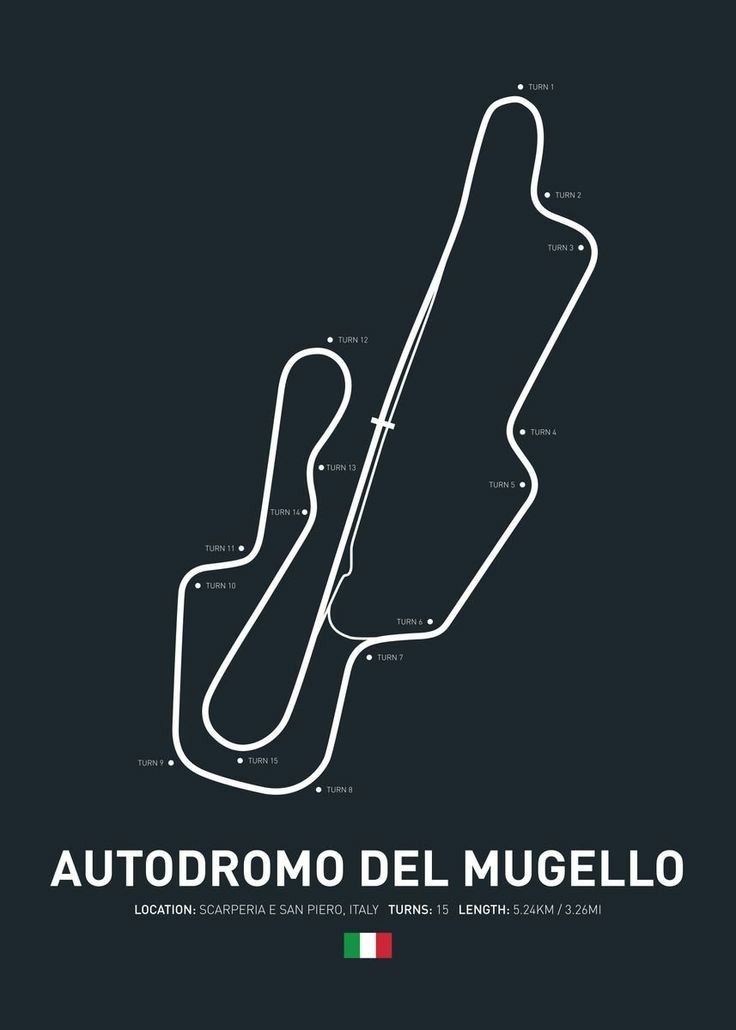 TURN 1
TURN 2
TURN 3
TURN 12
TURN 4
TURN 13
TURN 5
TURN 14
TURN 11
TURN 10
TURN 6
TURN 7
TURN 15
TURN 9
TURN 8
AUTODROMO DEL MUGELLO
LOCATION: SCARPERIA E SAN PIERO, ITALY TURNS: 15 LENGTH: 5.24KM / 3.26MI